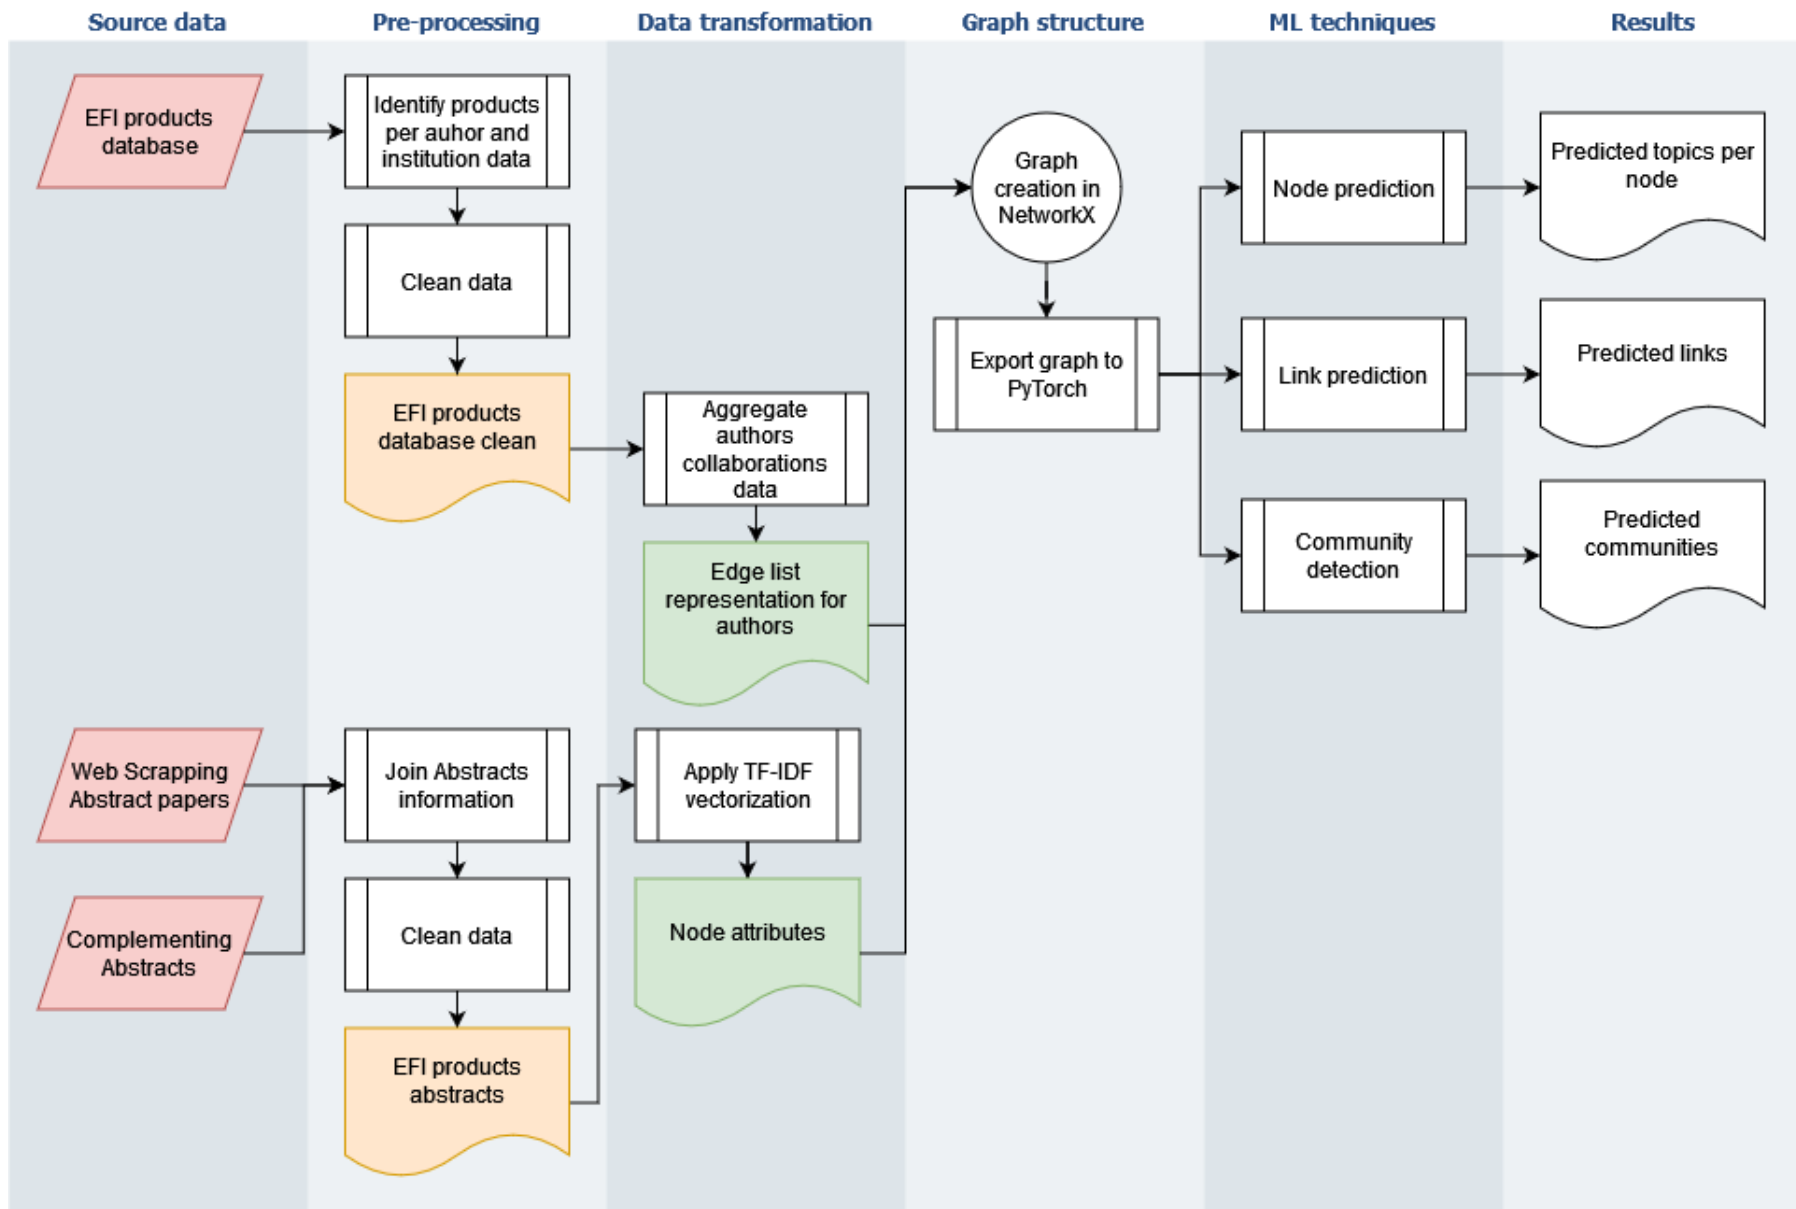 Source data
Pre-processing
Data transformation
Graph structure
ML techniques
Results
EFI products
database
Identify products
per auhor and
institution data
Clean data
EFI products
database clean
Aggregate
authors
collaborations
data
Edge list
representation for
authors
Web Scrapping
Abstract papers
Complementing
Abstracts
Join Abstracts
information
Clean data
EFI products
abstracts
Apply TF-IDF
vectorization
Node attributes
Graph
creation in
NetworkX
Export graph to
PyTorch
Node prediction
Link prediction
Community
detection
Predicted topics per
node
Predicted links
Predicted
communities